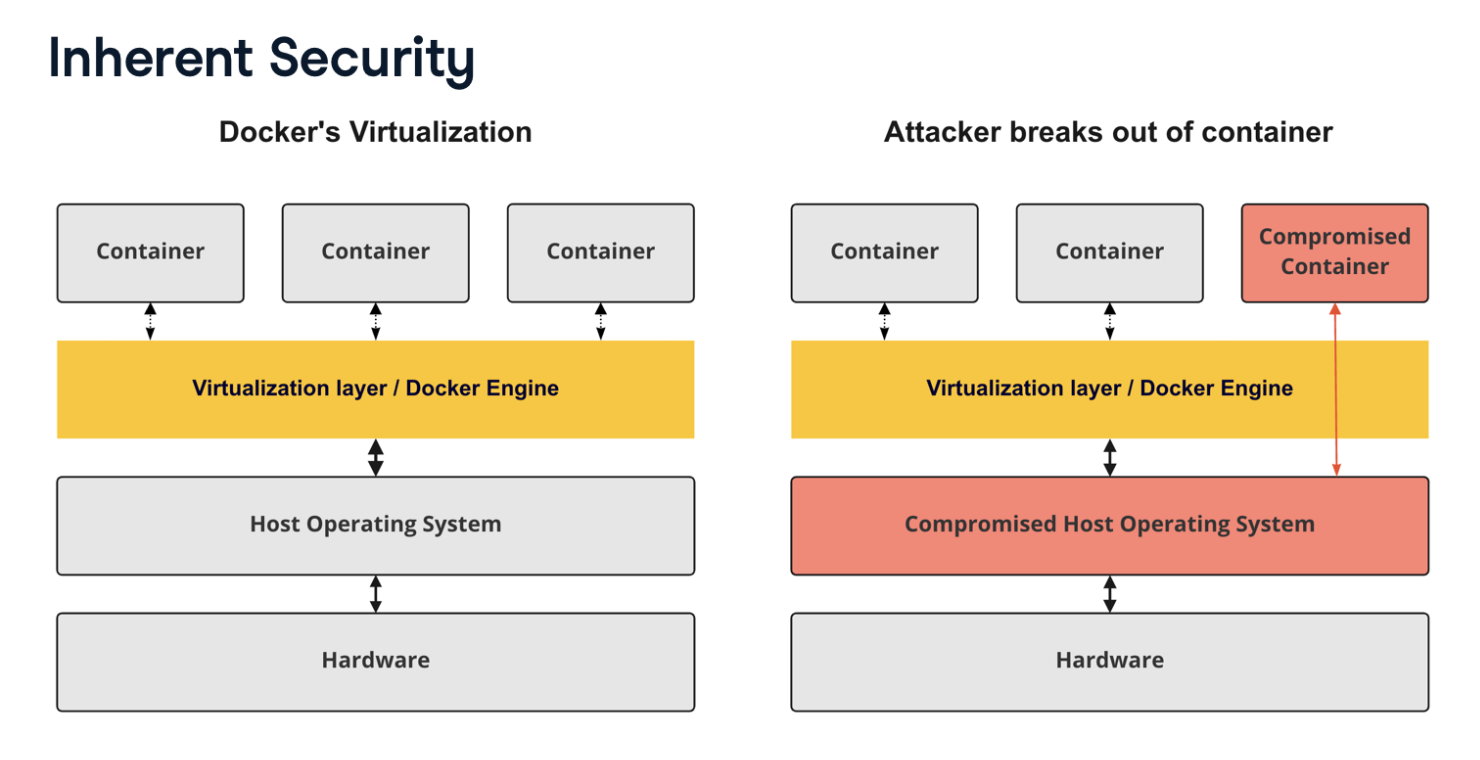 Inherent Security
Docker's Virtualization
Container
Container
Container
Virtualization layer / Docker Engine
Host Operating System
Hardware
Attacker breaks out of container
Container
Container
Compromised
Container
Virtualization layer / Docker Engine
Compromised Host Operating System
Hardware